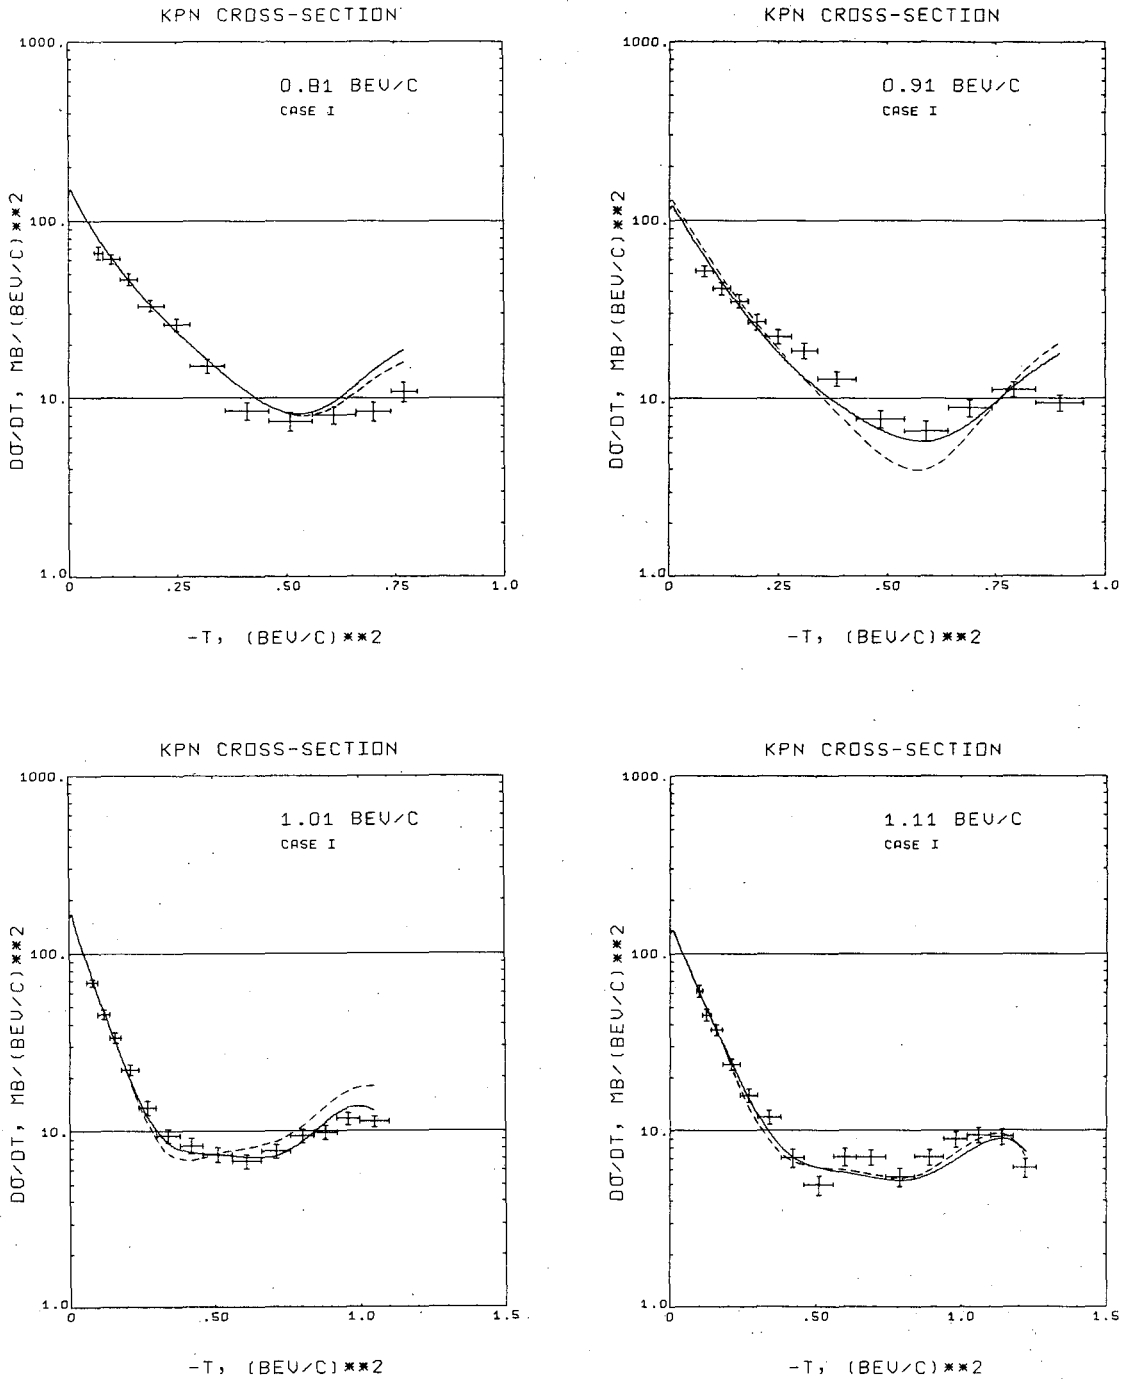 KPN CROSS-SECTION
1000.
0.81 BEV/C
CASE I
100.
10.
1.0
0
.25
.50
.75
1.0
Dσ/DT, MB/(BEV/C)**2
-T, (BEV/C)**2
KPN CROSS-SECTION
1000.
0.91 BEV/C
CASE I
100.
10.
1.0
0
.25
.50
.75
1.0
Dσ/DT, MB/(BEV/C)**2
-T, (BEV/C)**2
KPN CROSS-SECTION
1000.
1.01 BEV/C
CASE I
100.
10.
1.0
0
.50
1.0
1.5
Dσ/DT, MB/(BEV/C)**2
-T, (BEV/C)**2
KPN CROSS-SECTION
1000.
1.11 BEV/C
CASE I
100.
10.
1.0
0
.50
1.0
1.5
Dσ/DT, MB/(BEV/C)**2
-T, (BEV/C)**2